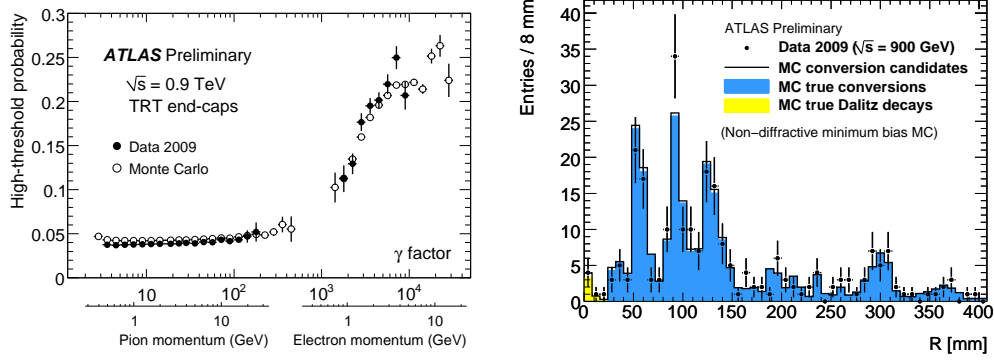 High-threshold probability
0.3
0.25
0.2
0.15
0.1
0.05
0
ATLAS Preliminary
√s = 0.9 TeV
TRT end-caps
Data 2009
Monte Carlo
γ factor
10 10² 10³ 10⁴
1 10 1 10
Pion momentum (GeV) Electron momentum (GeV)
Entries / 8 mm
40
35
30
25
20
15
10
5
0
ATLAS Preliminary
Data 2009 (√s = 900 GeV)
MC conversion candidates
MC true conversions
MC true Dalitz decays
(Non-diffractive minimum bias MC)
0 50 100 150 200 250 300 350 400
R [mm]